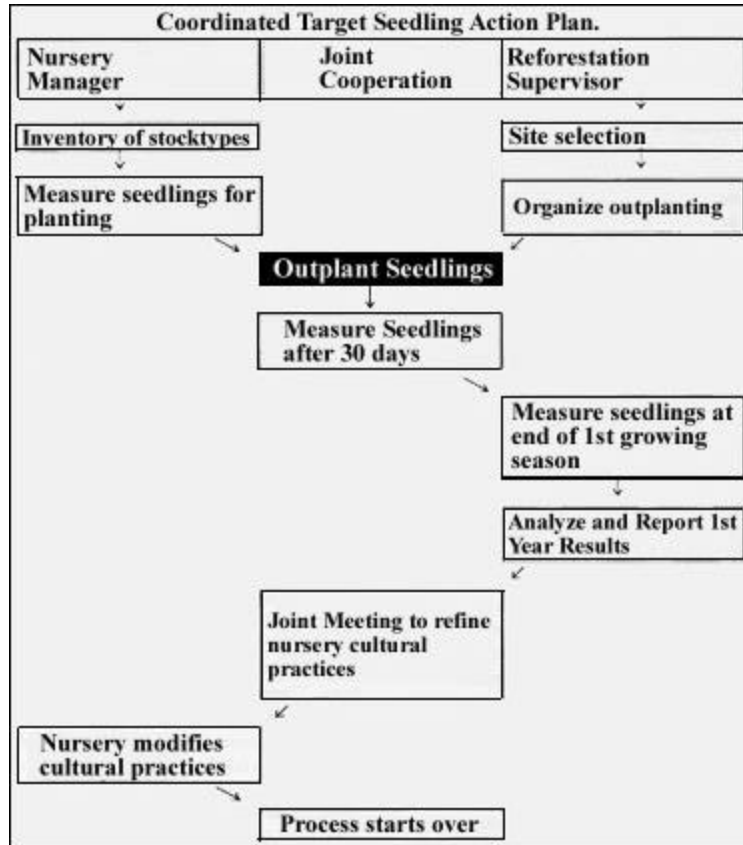 Coordinated Target Seedling Action Plan.
Nursery
Manager
Joint
Cooperation
Reforestation
Supervisor
Inventory of stocktypes
Site selection
Measure seedlings for
planting
Organize outplanting
Outplant Seedlings
Measure Seedlings
after 30 days
Measure seedlings at
end of 1st growing
season
Analyze and Report 1st
Year Results
Joint Meeting to refine
nursery cultural
practices
Nursery modifies
cultural practices
Process starts over